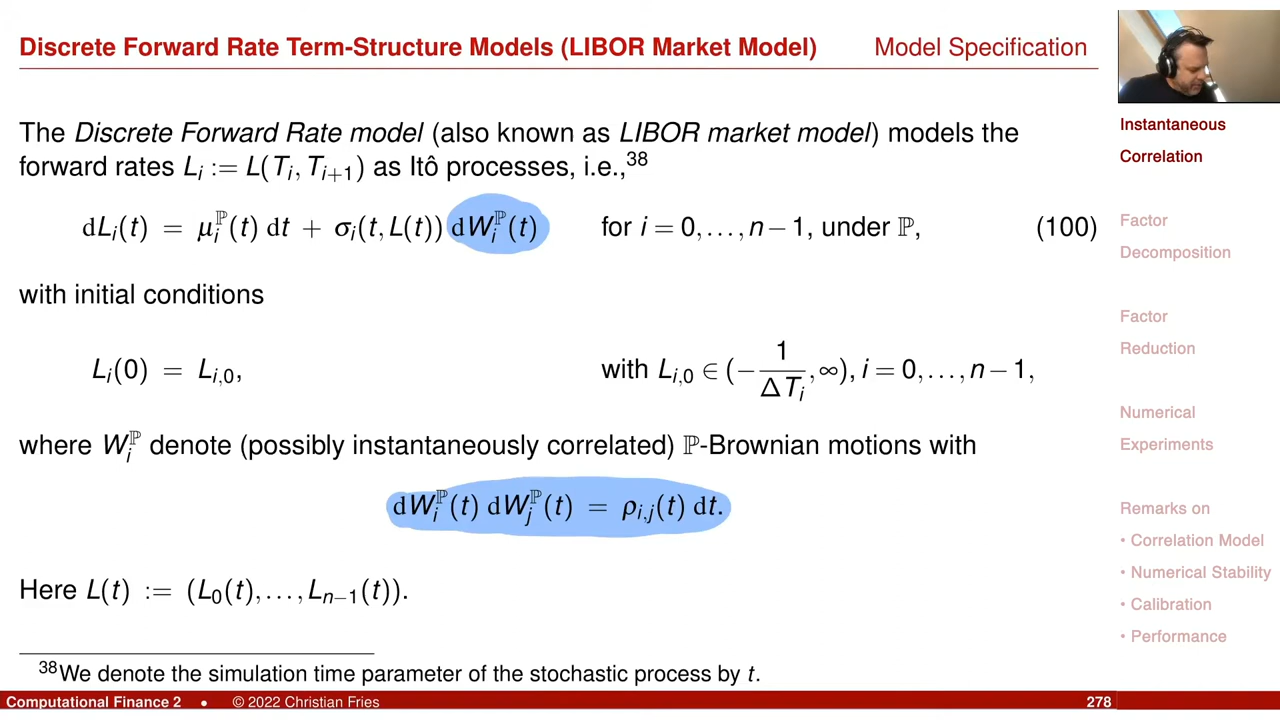 Discrete Forward Rate Term-Structure Models (LIBOR Market Model) Model Specification
The Discrete Forward Rate model (also known as LIBOR market model) models the
forward rates L_i := L(T_i, T_{i+1}) as Itô processes, i.e.,^38
dL_i(t) = μ_i^ℙ(t) dt + σ_i(t, L(t)) dW_i^ℙ(t) for i = 0,…,n − 1, under ℙ, (100)
with initial conditions
L_i(0) = L_{i,0}, with L_{i,0} ∈ (−1/ΔT_i, ∞), i = 0,…,n − 1,
where W_i^ℙ denote (possibly instantaneously correlated) ℙ-Brownian motions with
dW_i^ℙ(t) dW_j^ℙ(t) = ρ_{i,j}(t) dt.
Here L(t) := (L_0(t),…,L_{n−1}(t)).
^38We denote the simulation time parameter of the stochastic process by t.
Computational Finance 2 • © 2022 Christian Fries 278
Instantaneous
Correlation
Factor
Decomposition
Factor
Reduction
Numerical
Experiments
Remarks on
• Correlation Model
• Numerical Stability
• Calibration
• Performance